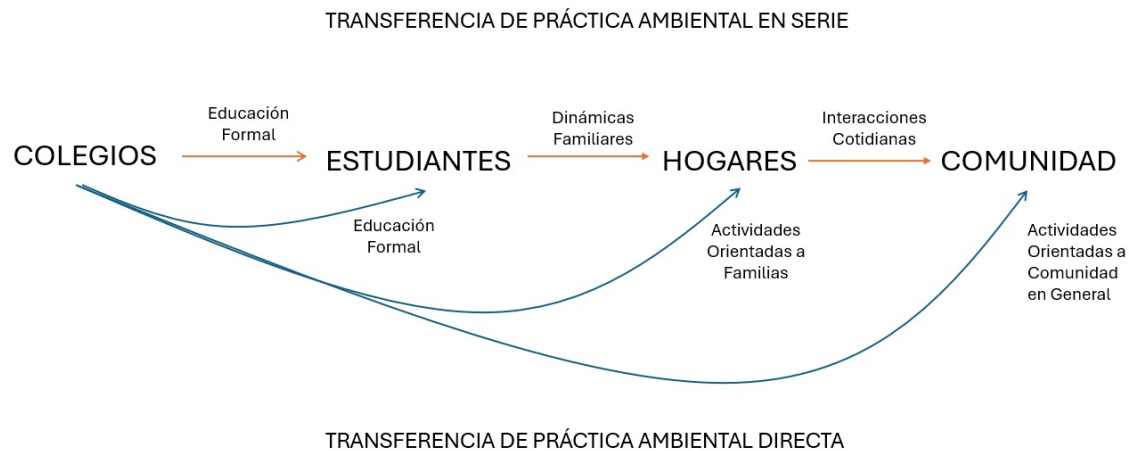 TRANSFERENCIA DE PRÁCTICA AMBIENTAL EN SERIE
Educación
Formal
Dinámicas
Familiares
Interacciones
Cotidianas
COLEGIOS
ESTUDIANTES
HOGARES
COMUNIDAD
Educación
Formal
Actividades
Orientadas a
Familias
Actividades
Orientadas a
Comunidad
en General
TRANSFERENCIA DE PRÁCTICA AMBIENTAL DIRECTA